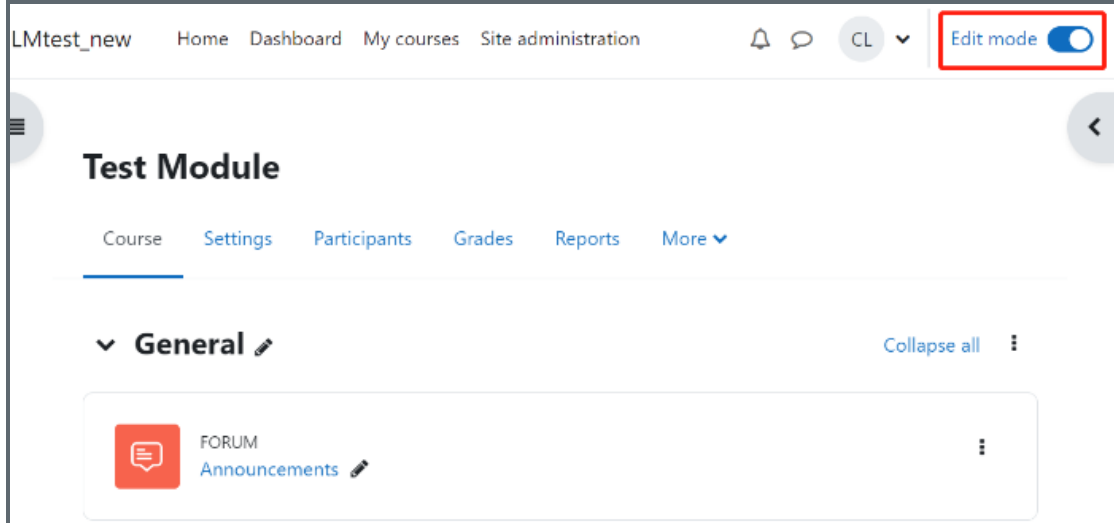 LMtest_new Home Dashboard My courses Site administration CL Edit mode
Test Module
Course Settings Participants Grades Reports More
General Collapse all
FORUM
Announcements